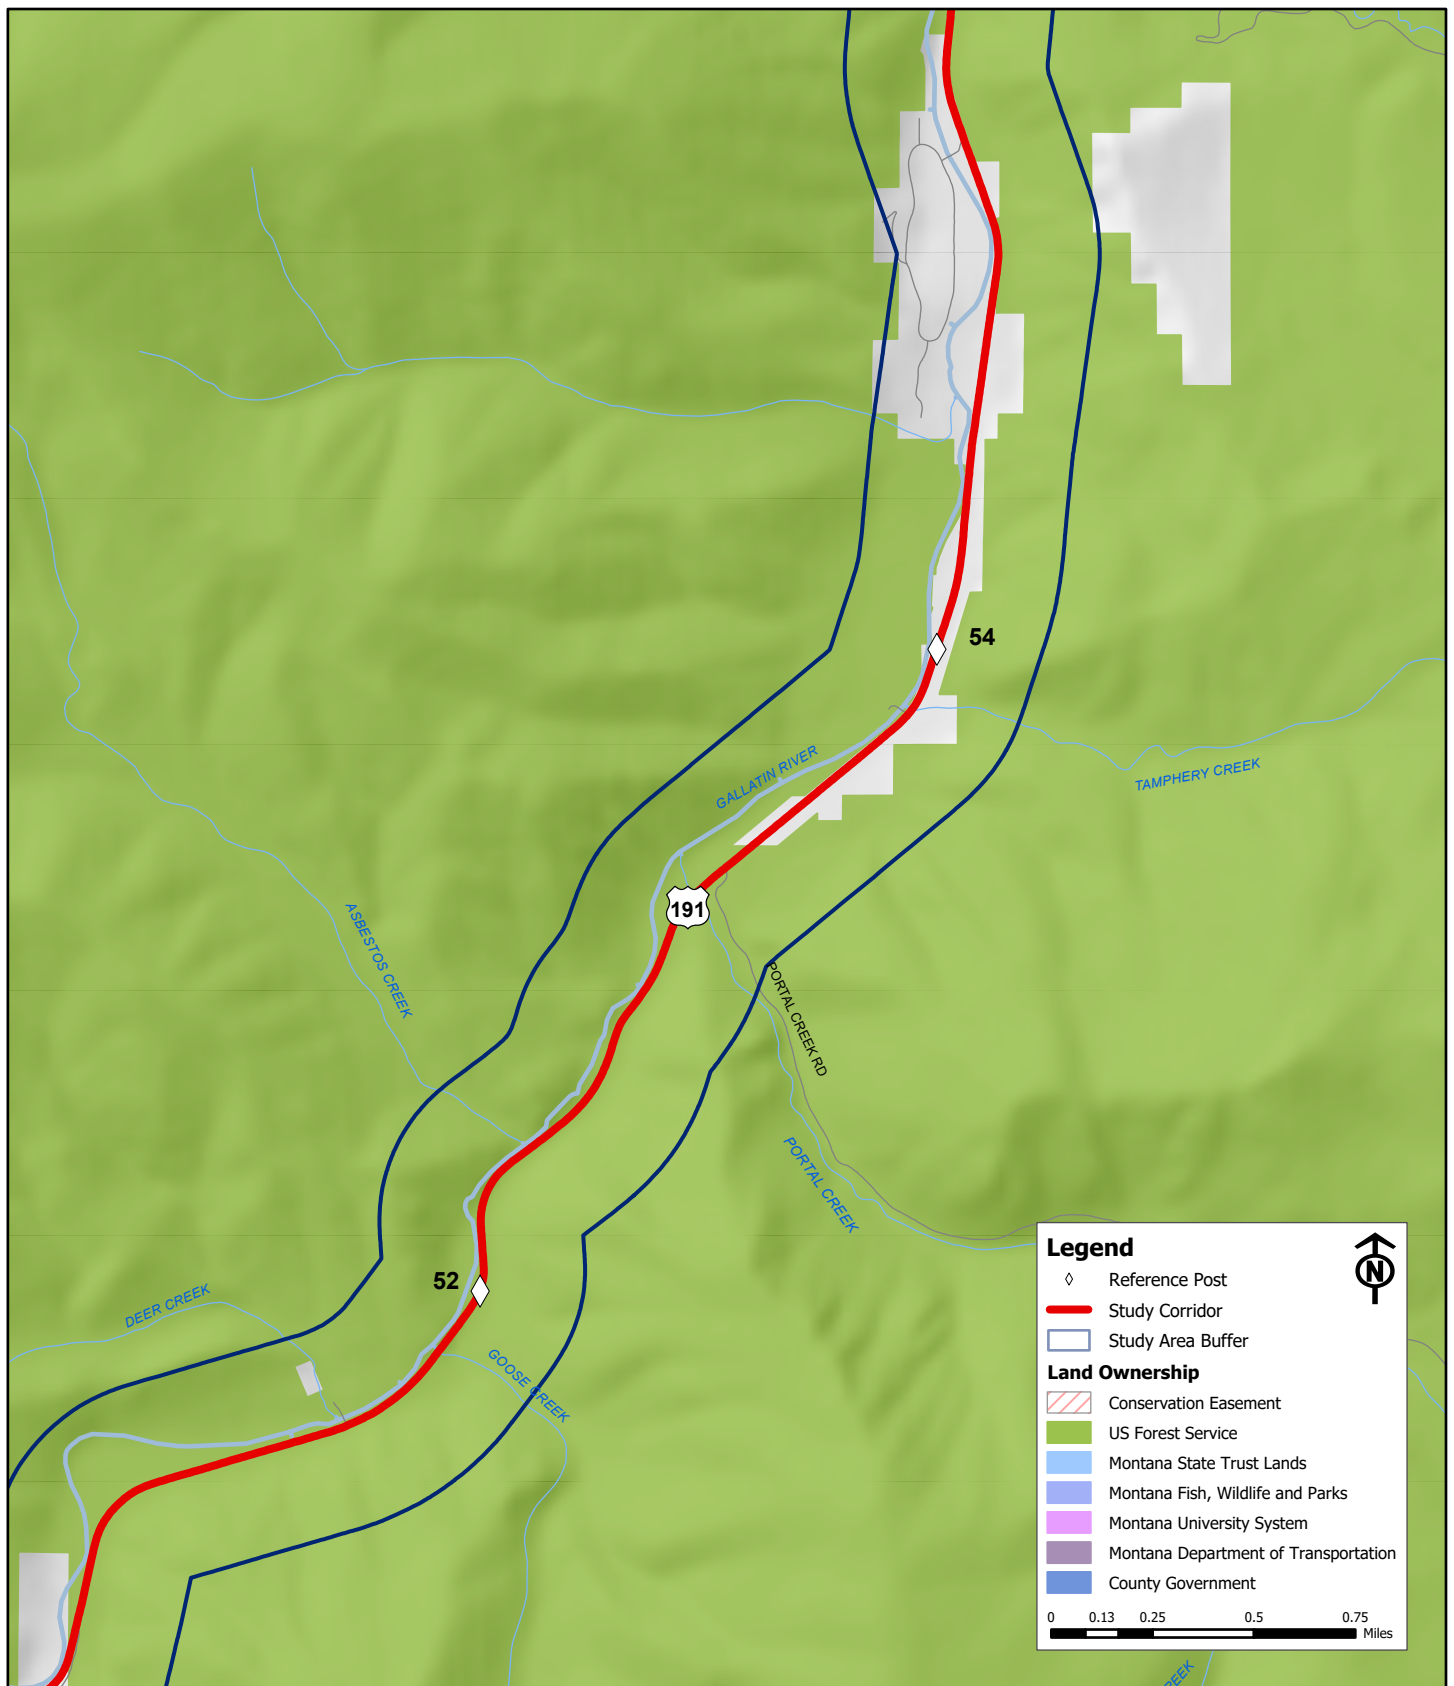 54
GALLATIN RIVER
TAMPHERY CREEK
191
ASBESTOS CREEK
PORTAL CREEK RD
PORTAL CREEK
52
DEER CREEK
GOOSE CREEK
Legend
N
Reference Post
Study Corridor
Study Area Buffer
Land Ownership
Conservation Easement
US Forest Service
Montana State Trust Lands
Montana Fish, Wildlife and Parks
Montana University System
Montana Department of Transportation
County Government
0 0.13 0.25 0.5 0.75
Miles